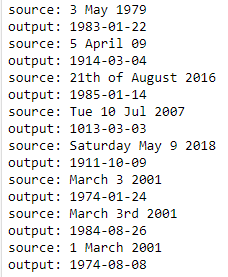 source: 3 May 1979
output: 1983-01-22
source: 5 April 09
output: 1914-03-04
source: 21th of August 2016
output: 1985-01-14
source: Tue 10 Jul 2007
output: 1013-03-03
source: Saturday May 9 2018
output: 1911-10-09
source: March 3 2001
output: 1974-01-24
source: March 3rd 2001
output: 1984-08-26
source: 1 March 2001
output: 1974-08-08